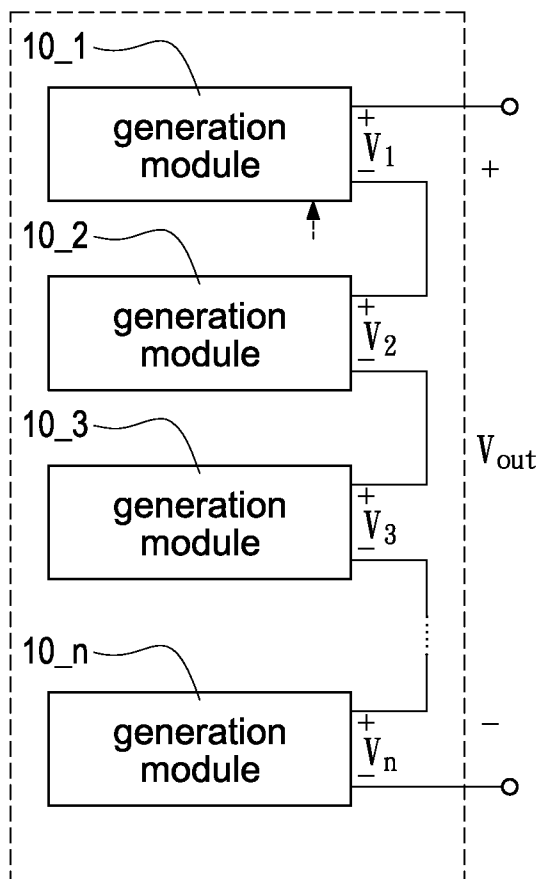 10_1
generation
module
+
V1
−
+
10_2
generation
module
+
V2
−
Vout
10_3
generation
module
+
V3
−
10_n
generation
module
+
Vn
−
−